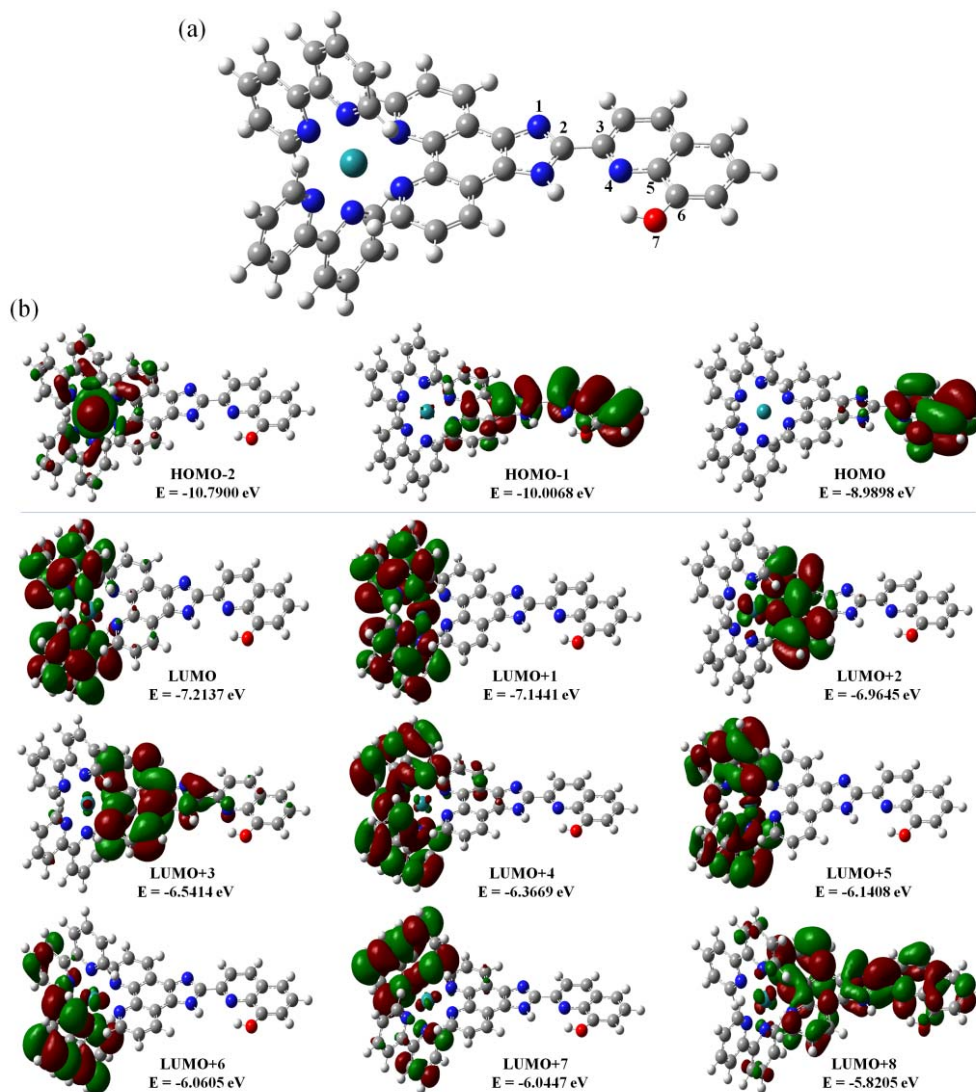 (a)
1
2
3
4
5
6
7
(b)
HOMO-2
E = -10.7900 eV
HOMO-1
E = -10.0068 eV
HOMO
E = -8.9898 eV
LUMO
E = -7.2137 eV
LUMO+1
E = -7.1441 eV
LUMO+2
E = -6.9645 eV
LUMO+3
E = -6.5414 eV
LUMO+4
E = -6.3669 eV
LUMO+5
E = -6.1408 eV
LUMO+6
E = -6.0605 eV
LUMO+7
E = -6.0447 eV
LUMO+8
E = -5.8205 eV